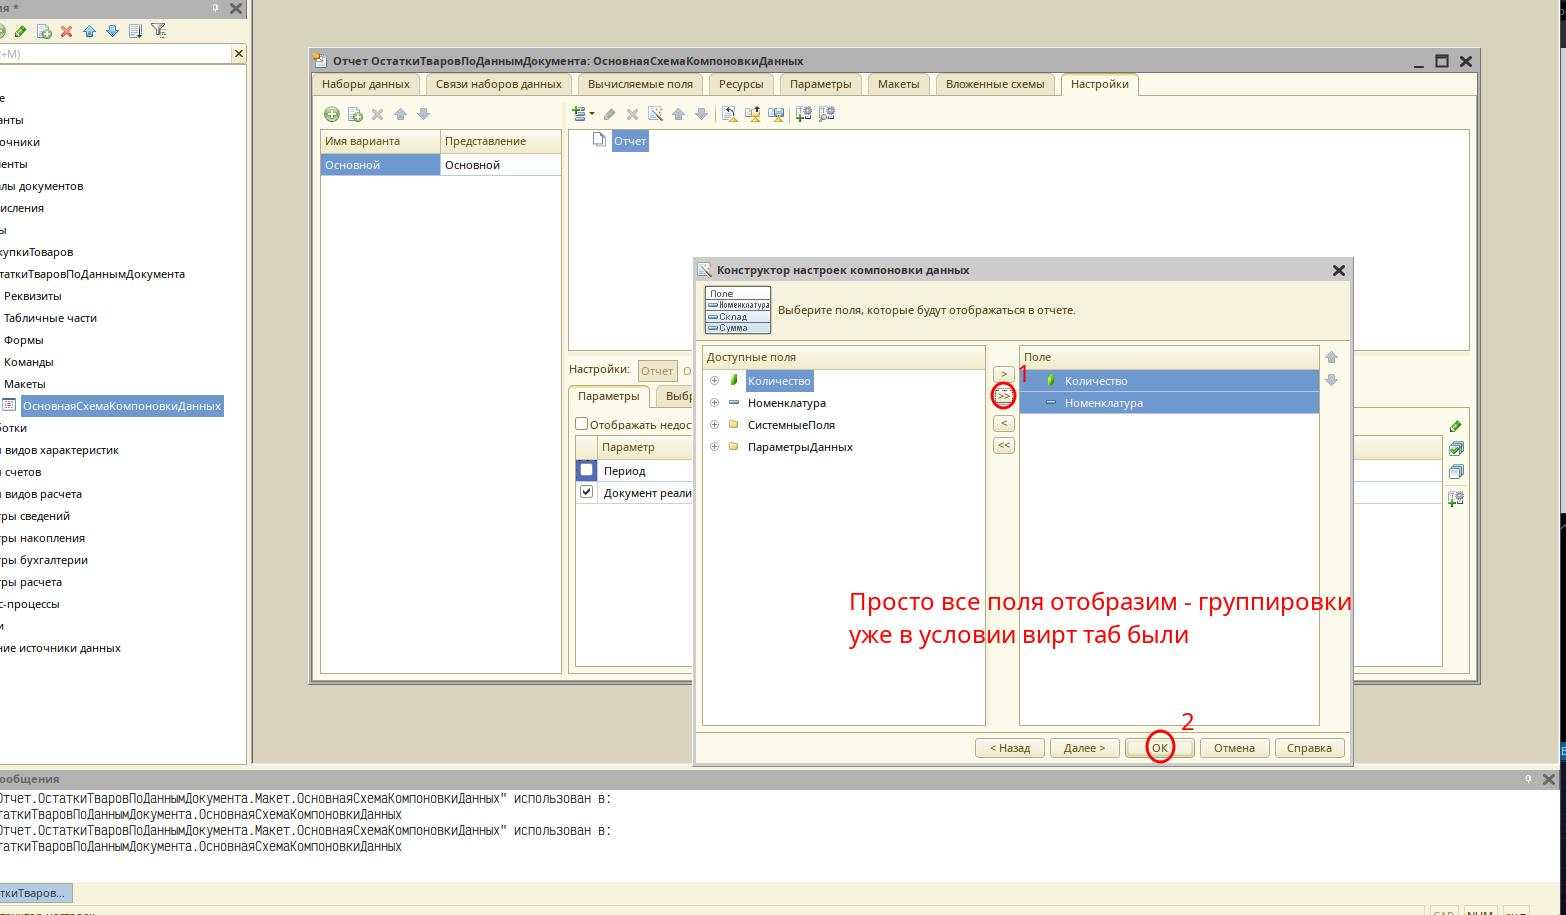 ия *
+М)
е
анты
очники
енты
алы документов
исления
ы
купкиТоваров
таткиТваровПоДаннымДокумента
Реквизиты
Табличные части
Формы
Команды
Макеты
ОсновнаяСхемаКомпоновкиДанных
ботки
ы видов характеристик
ы счетов
ы видов расчета
тры сведений
тры накопления
тры бухгалтерии
тры расчета
с-процессы
и
ние источники данных
Отчет ОстаткиТваровПоДаннымДокумента: ОсновнаяСхемаКомпоновкиДанных
Наборы данных
Связи наборов данных
Вычисляемые поля
Ресурсы
Параметры
Макеты
Вложенные схемы
Настройки
Имя варианта
Представление
Основной
Основной
Отчет
Настройки:
Отчет
О
Параметры
Выбр
Отображать недос
Параметр
Период
Документ реали
Конструктор настроек компоновки данных
Поле
Номенклатура
Склад
Сумма
Выберите поля, которые будут отображаться в отчете.
Доступные поля
Количество
Номенклатура
СистемныеПоля
ПараметрыДанных
>
1
>>
<
<<
Поле
Количество
Номенклатура
Просто все поля отобразим - группировки
уже в условии вирт таб были
2
< Назад
Далее >
ОК
Отмена
Справка
ообщения
Отчет.ОстаткиТваровПоДаннымДокумента.Макет.ОсновнаяСхемаКомпоновкиДанных" использован в:
таткиТваровПоДаннымДокумента.ОсновнаяСхемаКомпоновкиДанных
Отчет.ОстаткиТваровПоДаннымДокумента.Макет.ОсновнаяСхемаКомпоновкиДанных" использован в:
таткиТваровПоДаннымДокумента.ОсновнаяСхемаКомпоновкиДанных
ткиТваров...
CAP
NUM